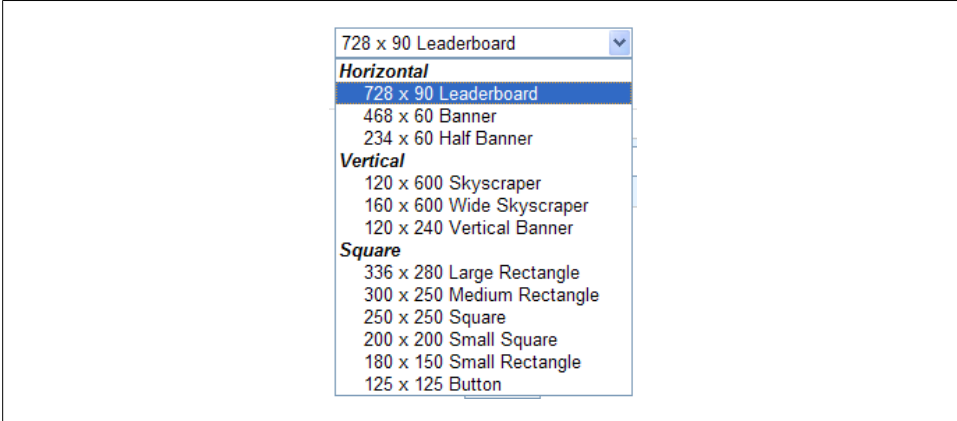 728 x 90 Leaderboard
Horizontal
728 x 90 Leaderboard
468 x 60 Banner
234 x 60 Half Banner
Vertical
120 x 600 Skyscraper
160 x 600 Wide Skyscraper
120 x 240 Vertical Banner
Square
336 x 280 Large Rectangle
300 x 250 Medium Rectangle
250 x 250 Square
200 x 200 Small Square
180 x 150 Small Rectangle
125 x 125 Button